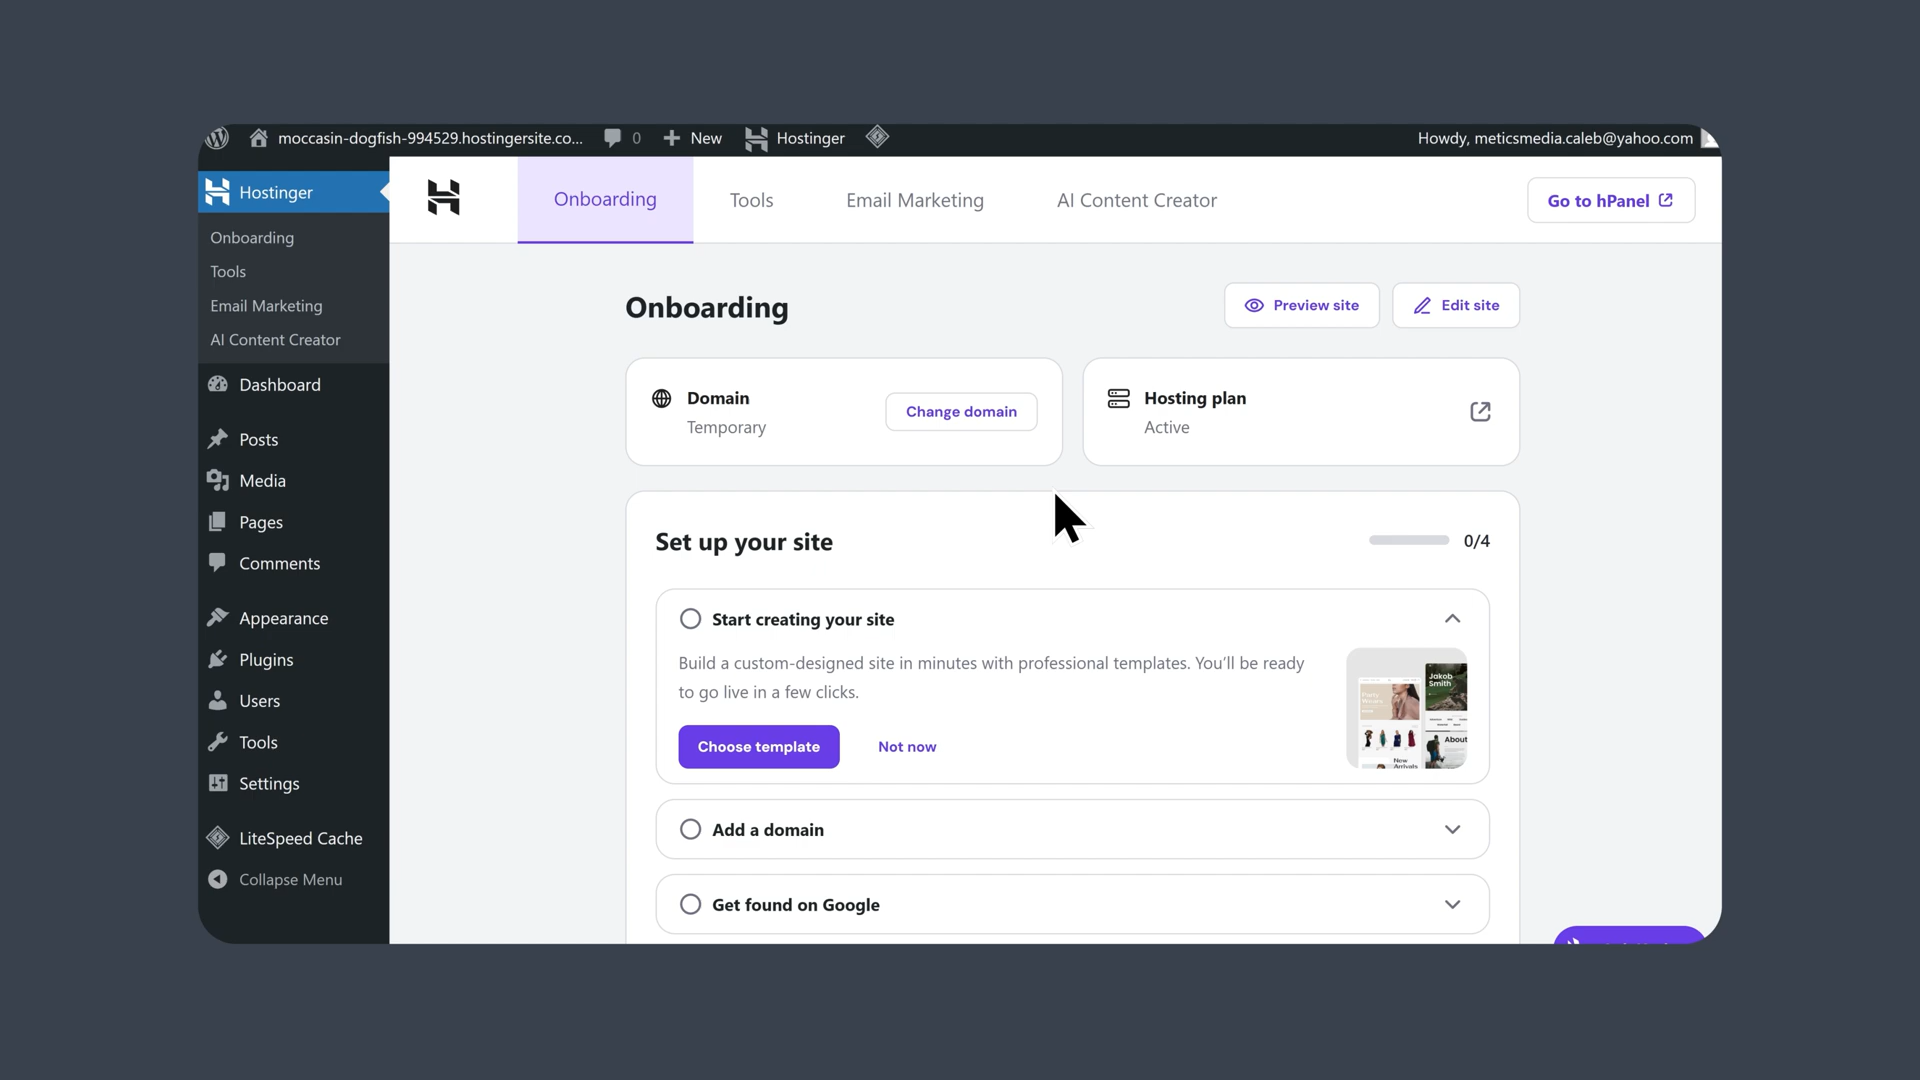 moccasin-dogfish-994529.hostingersite.co... 0 New Hostinger Howdy, meticsmedia.caleb@yahoo.com
Hostinger
Onboarding
Tools
Email Marketing
AI Content Creator
Dashboard
Posts
Media
Pages
Comments
Appearance
Plugins
Users
Tools
Settings
LiteSpeed Cache
Collapse Menu
Onboarding Tools Email Marketing AI Content Creator Go to hPanel
Onboarding Preview site Edit site
Domain
Temporary
Change domain
Hosting plan
Active
Set up your site 0/4
Start creating your site
Build a custom-designed site in minutes with professional templates. You'll be ready
to go live in a few clicks.
Choose template Not now
Jakob
Smith
About
New
Arrivals
Add a domain
Get found on Google